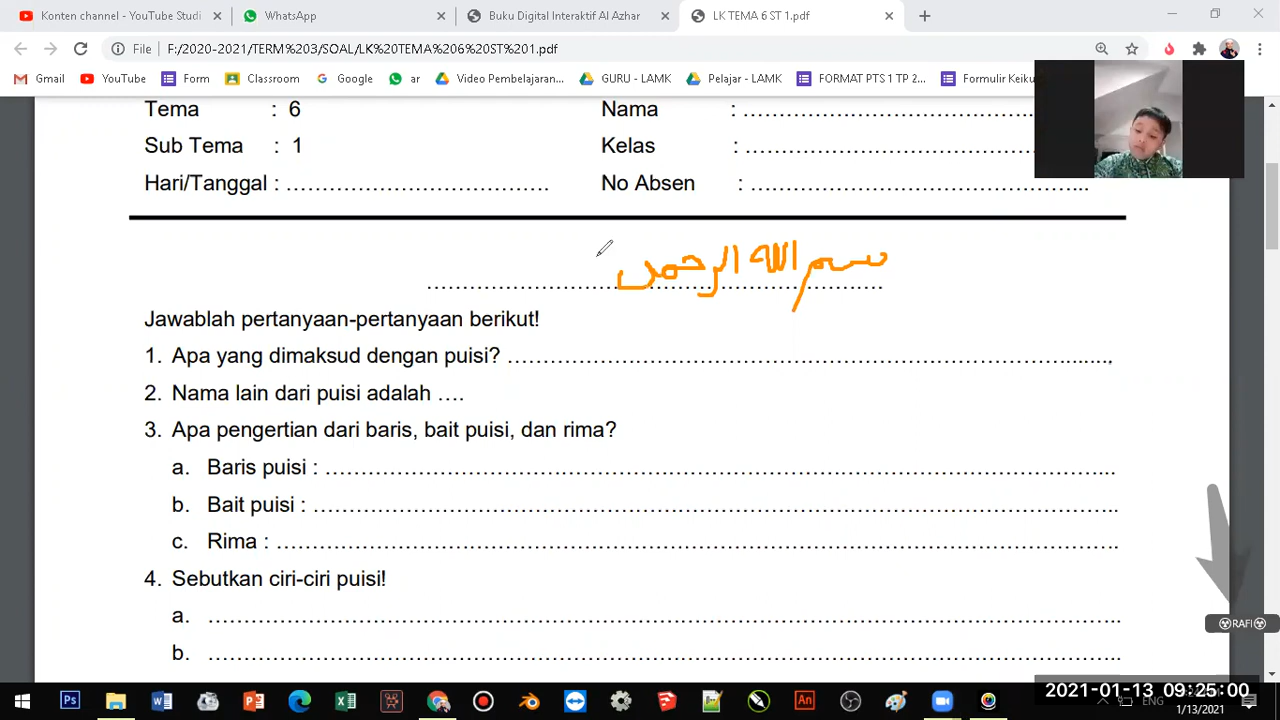 Konten channel - YouTube Studi
WhatsApp
Buku Digital Interaktif Al Azhar
LK TEMA 6 ST 1.pdf
File F:/2020-2021/TERM%203/SOAL/LK%20TEMA%206%20ST%201.pdf
Gmail YouTube Form Classroom Google ar Video Pembelajaran... GURU - LAMK Pelajar - LAMK FORMAT PTS 1 TP 2... Formulir Keiku
Tema : 6 Nama : ……………………………………
Sub Tema : 1 Kelas : ……………………………………
Hari/Tanggal : ………………………………. No Absen : ……………………………………...
بسم الله الرحمن
Jawablah pertanyaan-pertanyaan berikut!
1. Apa yang dimaksud dengan puisi? ……………………………………………………………........,
2. Nama lain dari puisi adalah ….
3. Apa pengertian dari baris, bait puisi, dan rima?
a. Baris puisi : ………………………………………………………………………………...
b. Bait puisi : …………………………………………………………………………………..
c. Rima : ……………………………………………………………………………………….
4. Sebutkan ciri-ciri puisi!
a. ………………………………………………………………………………………………..
b. ………………………………………………………………………………………………..
☢RAFI☢
Ps W P X An
ENG
2021-01-13 09:25:00
1/13/2021